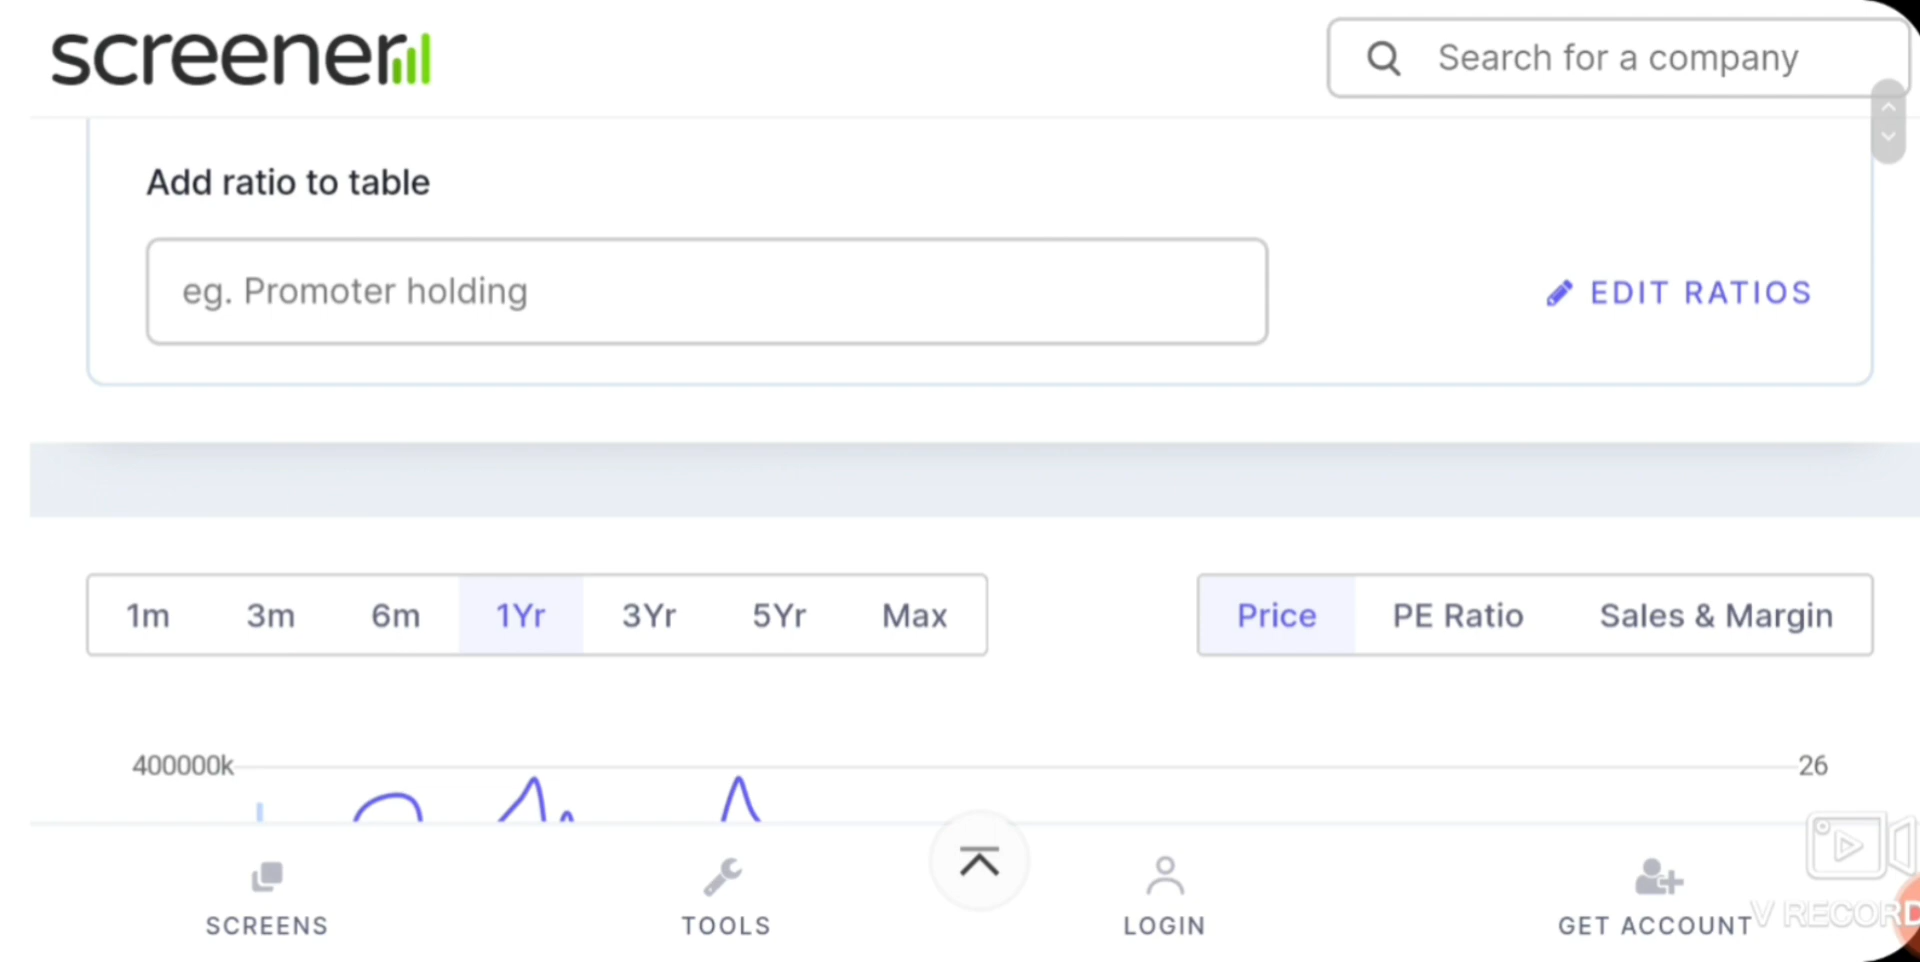 screener
Search for a company
Add ratio to table
eg. Promoter holding
EDIT RATIOS
1m 3m 6m 1Yr 3Yr 5Yr Max
Price PE Ratio Sales & Margin
400000k 26
SCREENS TOOLS LOGIN GET ACCOUNT
V RECORD